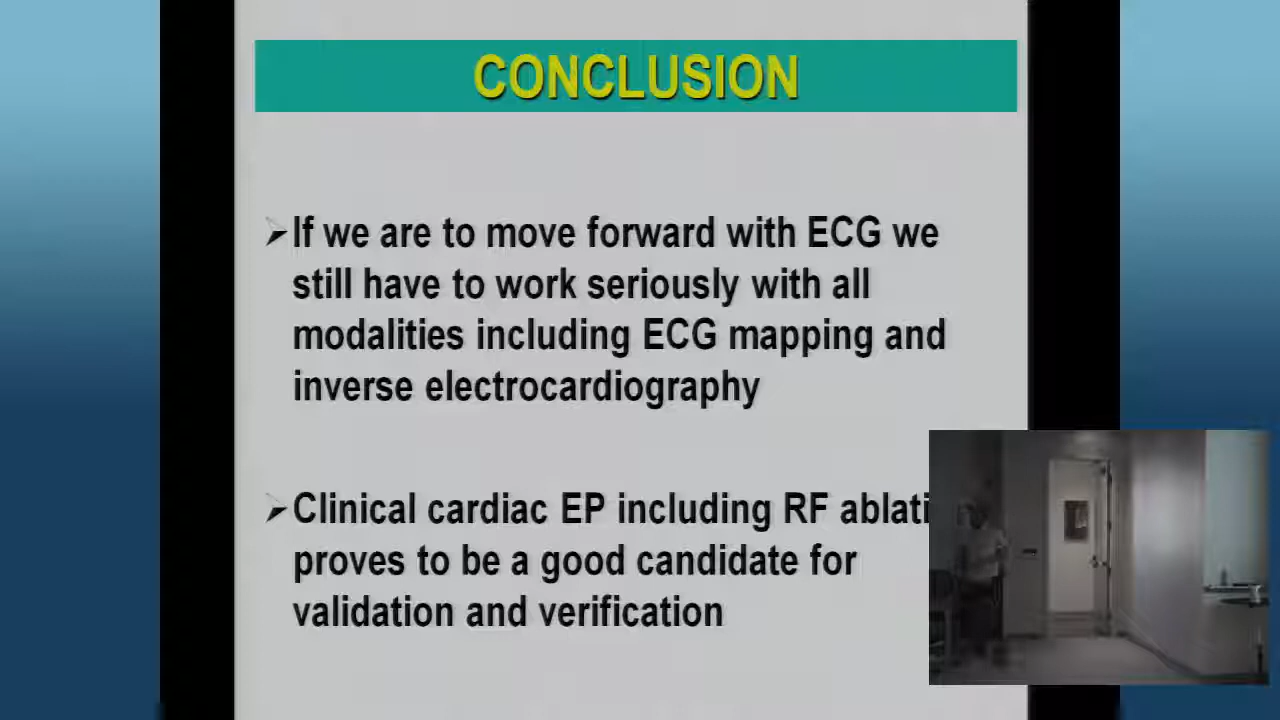 CONCLUSION
➢If we are to move forward with ECG we
still have to work seriously with all
modalities including ECG mapping and
inverse electrocardiography
➢Clinical cardiac EP including RF ablati
proves to be a good candidate for
validation and verification